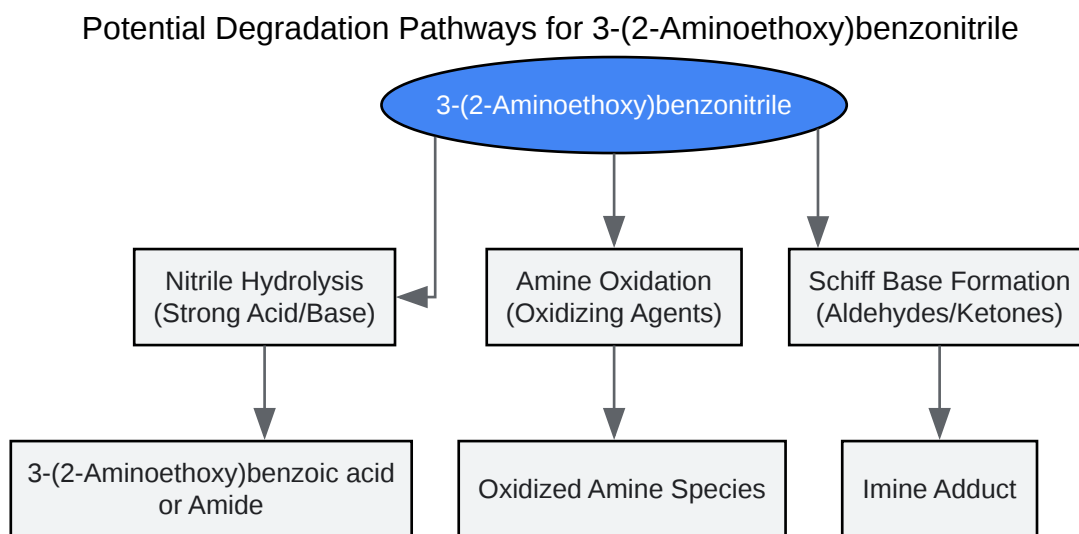 Potential Degradation Pathways for 3-(2-Aminoethoxy)benzonitrile
3-(2-Aminoethoxy)benzonitrile
Nitrile Hydrolysis
(Strong Acid/Base)
Amine Oxidation
(Oxidizing Agents)
Schiff Base Formation
(Aldehydes/Ketones)
3-(2-Aminoethoxy)benzoic acid
or Amide
Oxidized Amine Species
Imine Adduct